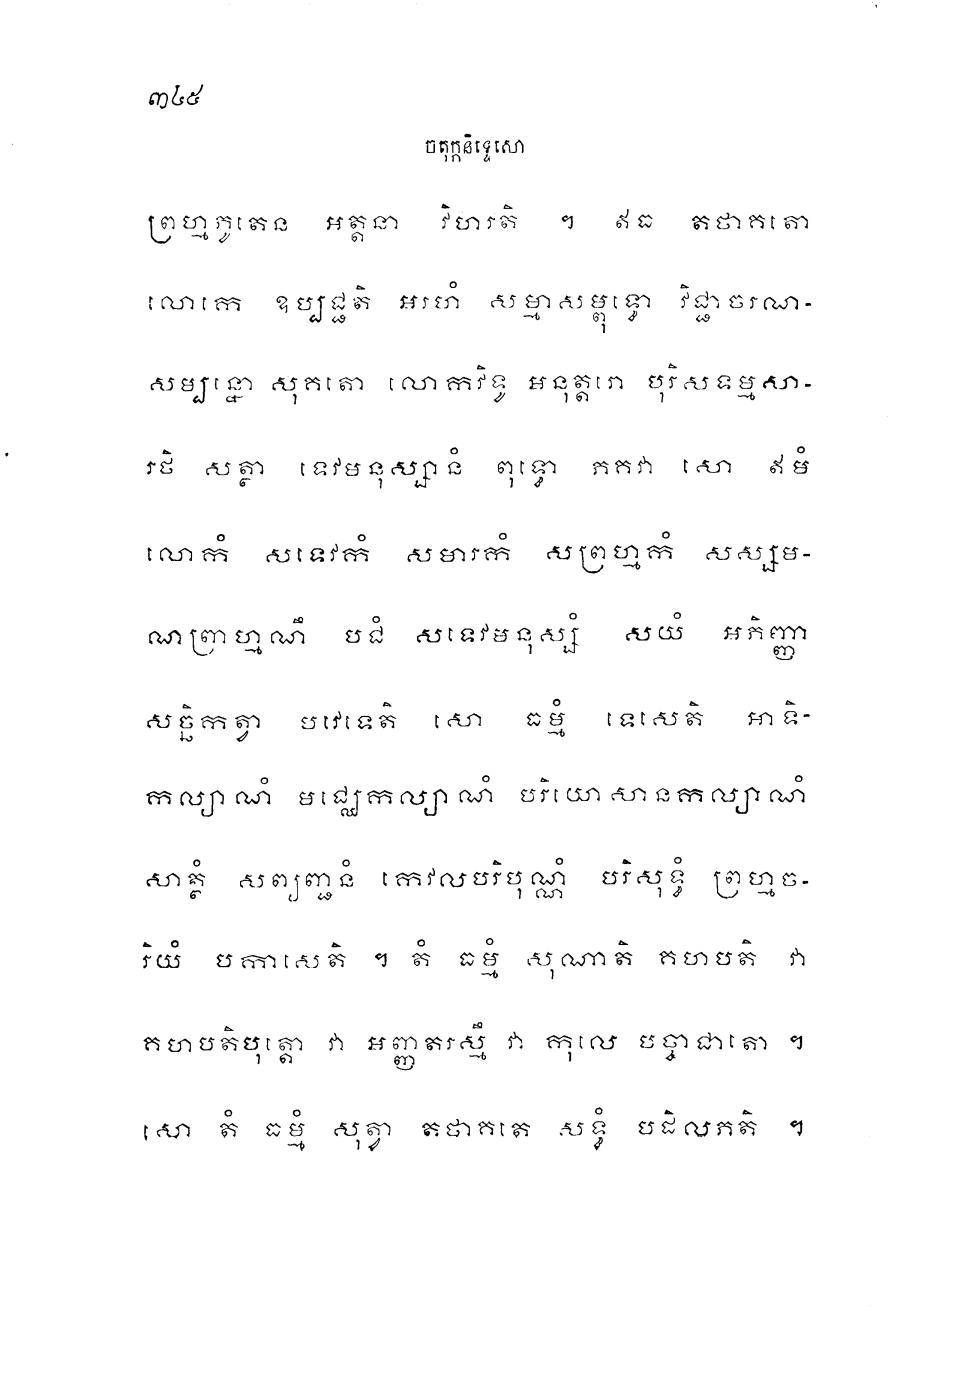 ៣៤៥
ចតុក្កនិទ្ទេសោ
ព្រហ្មភូតេន អត្តនា វិហរតិ ។ ឥធ តថាគតោ
លោកេ ឧប្បជ្ជតិ អរហំ សម្មាសម្ពុទ្ធោ វិជ្ជាចរណ-
សម្បន្នោ សុគតោ លោកវិទូ អនុត្តរោ បុរិសទម្មសា-
រថិ សត្ថា ទេវមនុស្សានំ ពុទ្ធោ ភគវា សោ ឥមំ
លោកំ សទេវកំ សមារកំ សព្រហ្មកំ សស្សម-
ណព្រាហ្មណឹ បជំ សទេវមនុស្សំ សយំ អភិញ្ញា
សច្ឆិកត្វា បវេទេតិ សោ ធម្មំ ទេសេតិ អាទិ-
កល្យាណំ មជ្ឈេកល្យាណំ បរិយោសានកល្យាណំ
សាត្ថំ សព្យញ្ជនំ កេវលបរិបុណ្ណំ បរិសុទ្ធំ ព្រហ្មច-
រិយំ បកាសេតិ ។ តំ ធម្មំ សុណាតិ គហបតិ វា
គហបតិបុត្តោ វា អញ្ញតរស្មឹ វា កុលេ បច្ចាជាតោ ។
សោ តំ ធម្មំ សុត្វា តថាគតេ សទ្ធំ បដិលភតិ ។